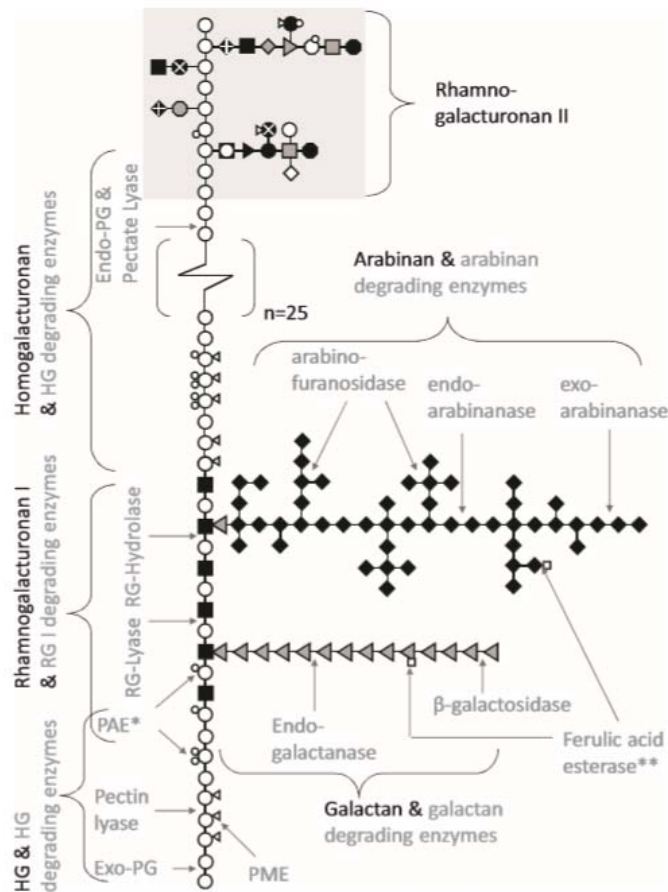 Rhamno-
galacturonan II
Homogalacturonan
& HG degrading enzymes
Endo-PG &
Pectate Lyase
n=25
Arabinan & arabinan
degrading enzymes
arabino-
furanosidase
endo-
arabinanase
exo-
arabinanase
Rhamnogalacturonan I
& RG I degrading enzymes
RG-Hydrolase
RG-Lyase
PAE*
β-galactosidase
Endo-
galactanase
Ferulic acid
esterase**
HG & HG
degrading enzymes
Pectin
lyase
Galactan & galactan
degrading enzymes
Exo-PG
PME